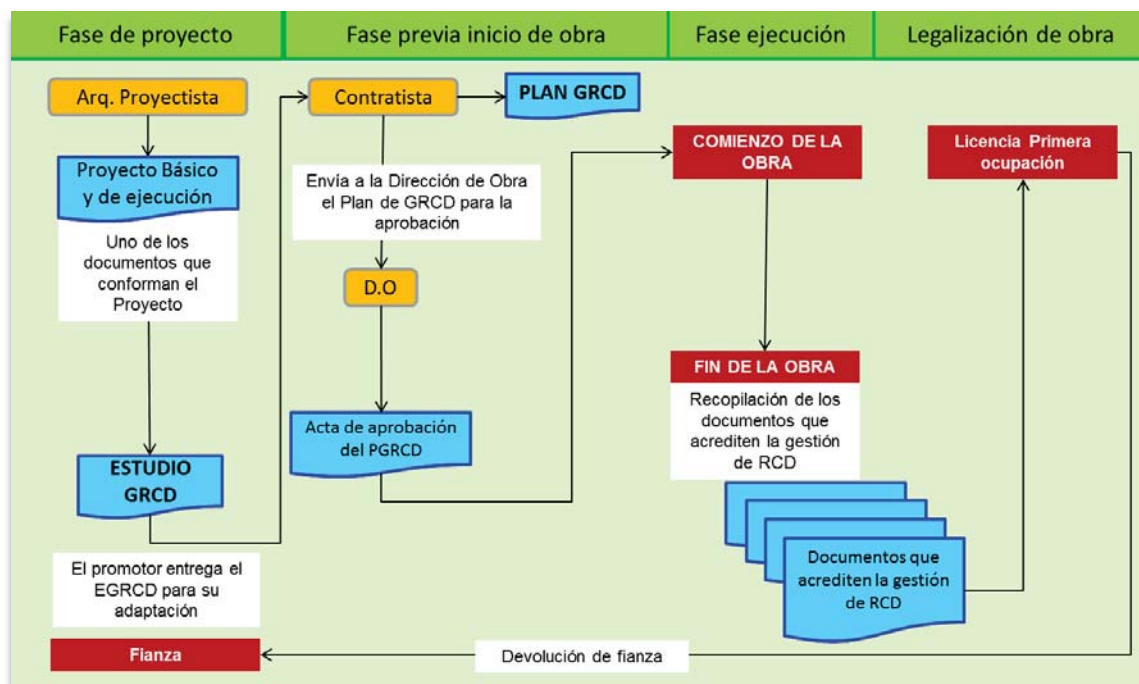 Fase de proyecto
Fase previa inicio de obra
Fase ejecución
Legalización de obra
Arq. Proyectista
Proyecto Básico
y de ejecución
Uno de los
documentos que
conforman el
Proyecto
ESTUDIO
GRCD
El promotor entrega el
EGRCD para su
adaptación
Fianza
Contratista
PLAN GRCD
Envía a la Dirección de Obra
el Plan de GRCD para la
aprobación
D.O
Acta de aprobación
del PGRCD
COMIENZO DE LA
OBRA
FIN DE LA OBRA
Recopilación de los
documentos que
acrediten la gestión
de RCD
Documentos que
acrediten la gestión
de RCD
Licencia Primera
ocupación
Devolución de fianza